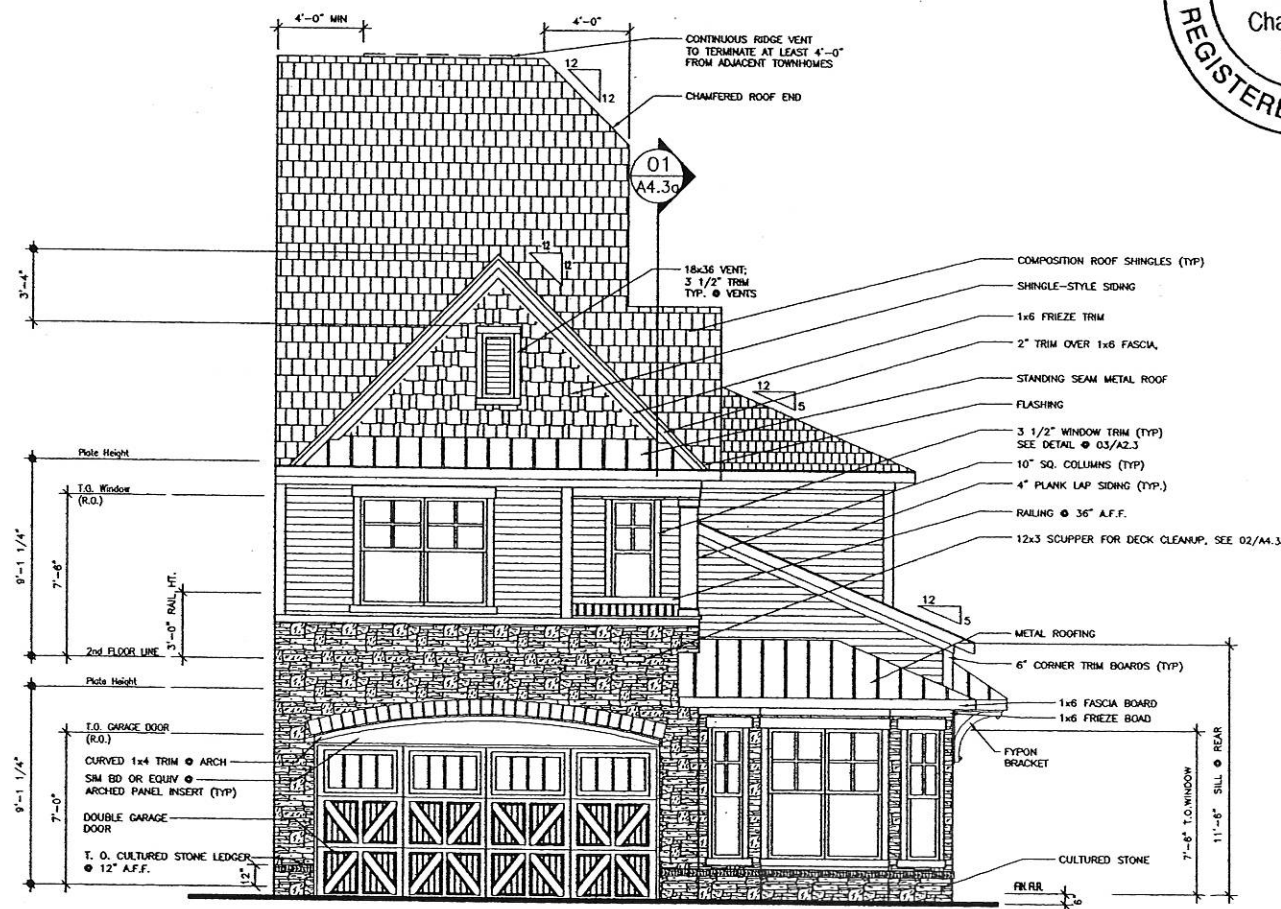 4'-0" MIN
4'-0"
CONTINUOUS RIDGE VENT
TO TERMINATE AT LEAST 4'-0"
FROM ADJACENT TOWNHOMES
12
12
CHAMFERED ROOF END
Cha
REGISTERE
01
A4.3a
3'-4"
12
12
18x36 VENT;
3 1/2" TRIM
TYP. @ VENTS
COMPOSITION ROOF SHINGLES (TYP)
SHINGLE-STYLE SIDING
1x6 FRIEZE TRIM
2" TRIM OVER 1x6 FASCIA,
STANDING SEAM METAL ROOF
FLASHING
3 1/2" WINDOW TRIM (TYP)
SEE DETAIL @ 03/A2.3
10" SQ. COLUMNS (TYP)
4" PLANK LAP SIDING (TYP.)
RAILING @ 36" A.F.F.
12x3 SCUPPER FOR DECK CLEANUP, SEE 02/A4.3
12
5
Plate Height
T.O. Window
(R.O.)
9'-1 1/4"
7'-6"
3'-0" RAIL HT.
2nd FLOOR LINE
12
5
METAL ROOFING
6" CORNER TRIM BOARDS (TYP)
1x6 FASCIA BOARD
1x6 FRIEZE BOAD
FYPON
BRACKET
Plate Height
T.O. GARAGE DOOR
(R.O.)
CURVED 1x4 TRIM @ ARCH
SIM BD OR EQUIV @
ARCHED PANEL INSERT (TYP)
DOUBLE GARAGE
DOOR
T. O. CULTURED STONE LEDGER
@ 12" A.F.F.
9'-1 1/4"
7'-0"
12"
7'-6" T.O.WINDOW
11'-6" SILL @ REAR
CULTURED STONE
FIN.FLR.
6"